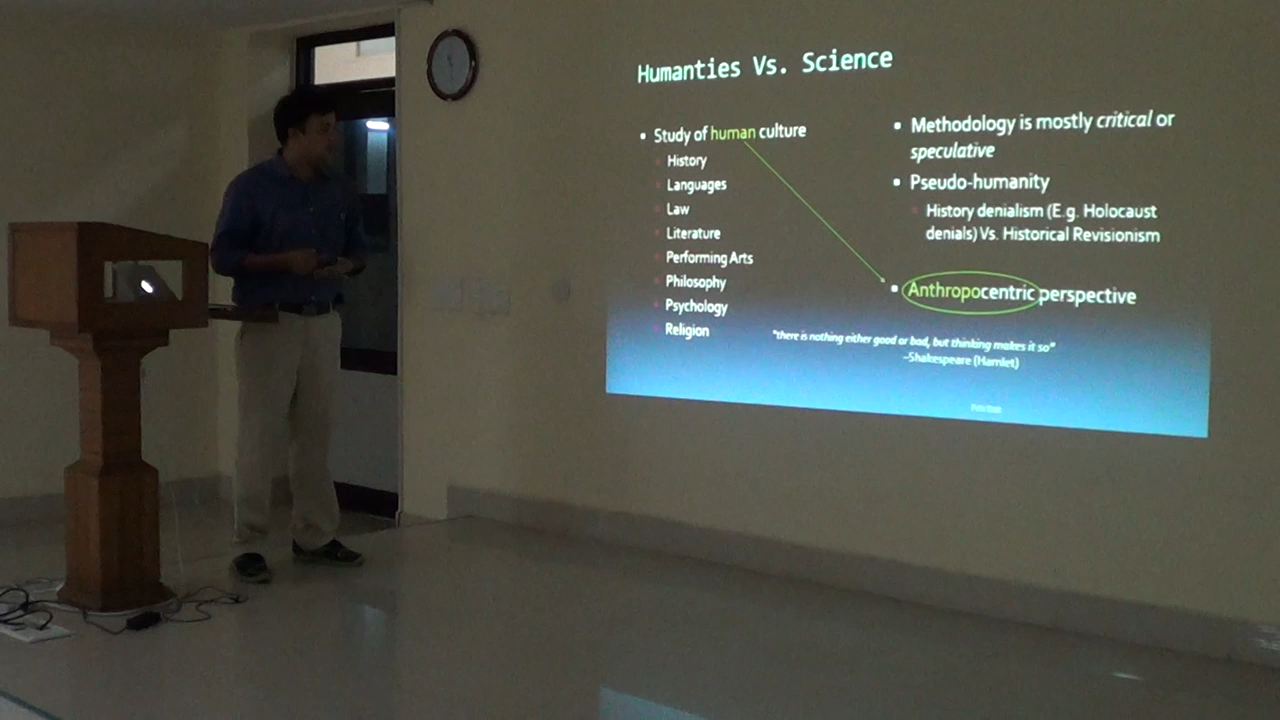 Humanties Vs. Science
Study of human culture
History
Languages
Law
Literature
Performing Arts
Philosophy
Psychology
Religion
Methodology is mostly critical or
speculative
Pseudo-humanity
History denialism (E.g. Holocaust
denials) Vs. Historical Revisionism
Anthropocentric perspective
"there is nothing either good or bad, but thinking makes it so"
–Shakespeare (Hamlet)